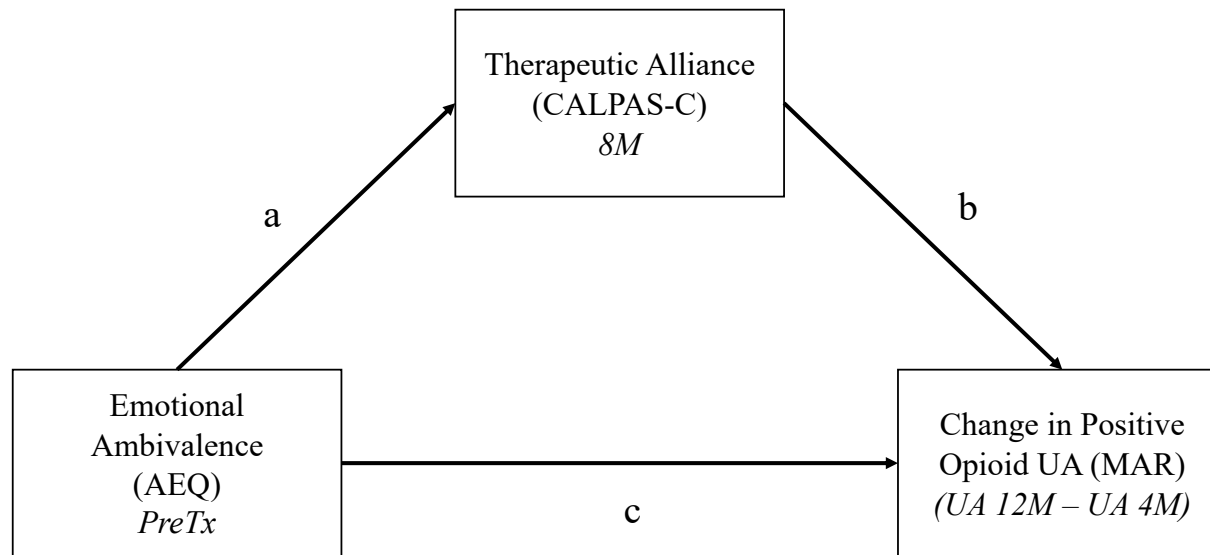 Therapeutic Alliance
(CALPAS-C)
8M
a
b
Emotional
Ambivalence
(AEQ)
PreTx
c
Change in Positive
Opioid UA (MAR)
(UA 12M – UA 4M)